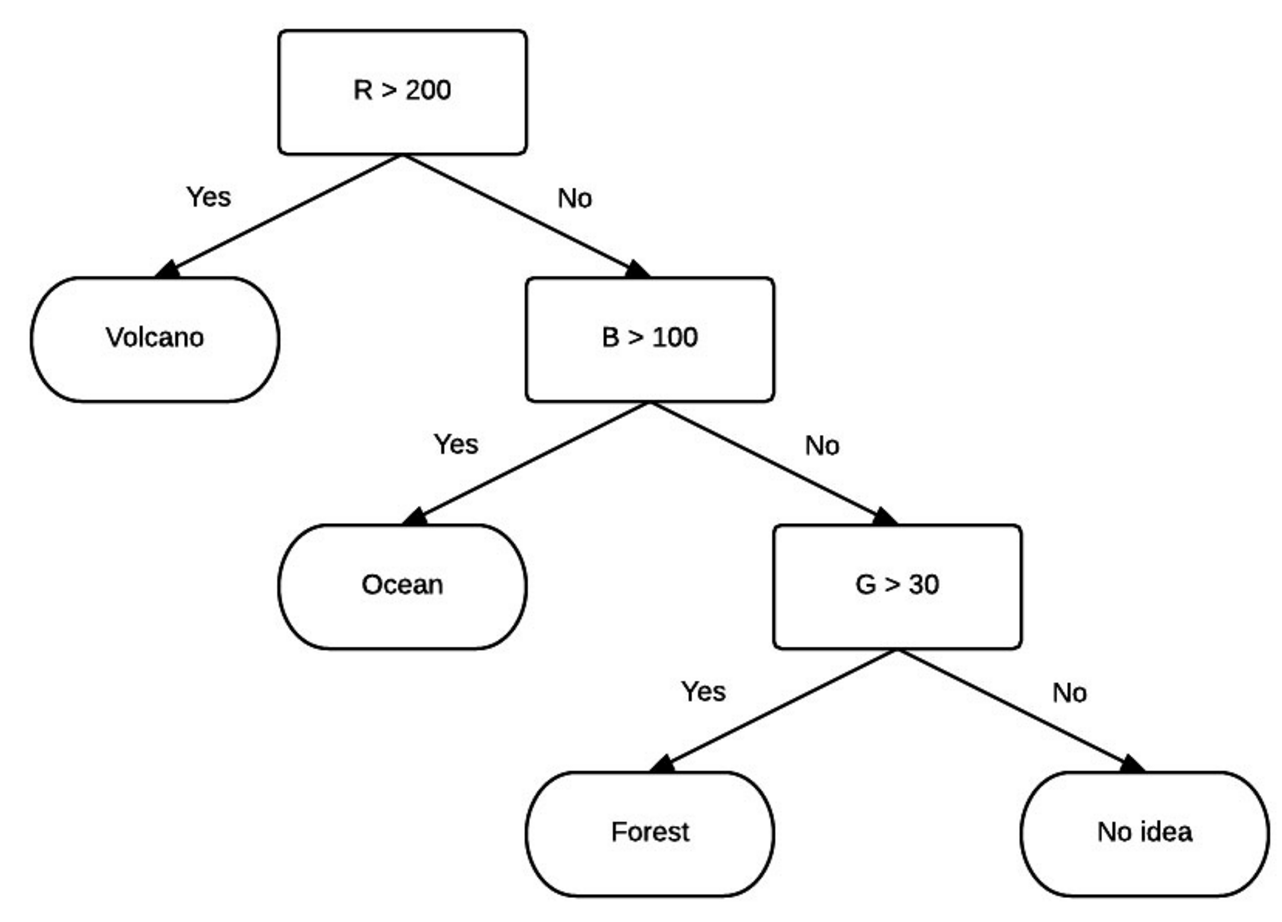 R > 200
Yes
No
Volcano
B > 100
Yes
No
Ocean
G > 30
Yes
No
Forest
No idea